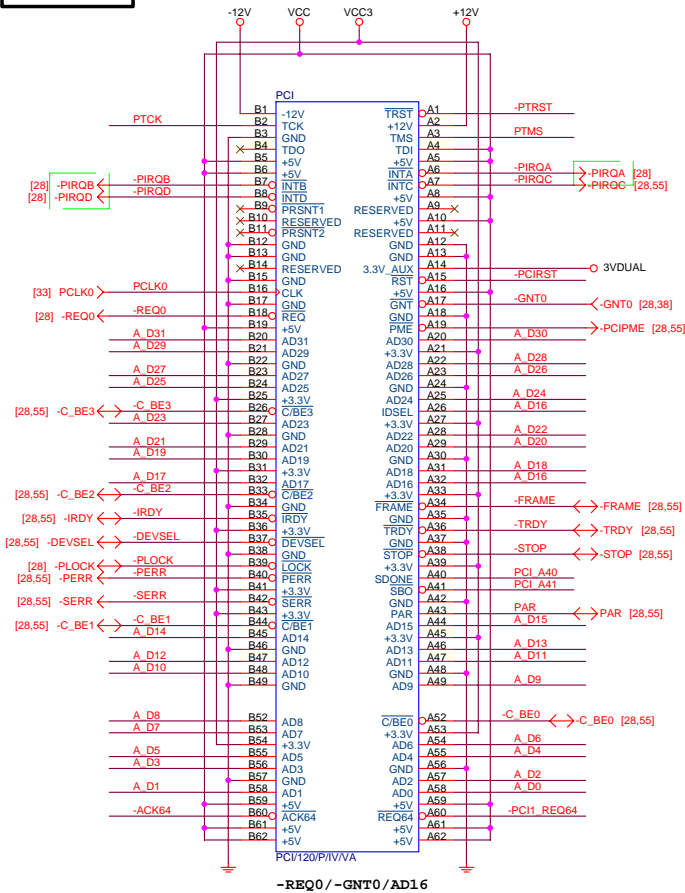 -12V VCC VCC3 +12V
PCI
B1 -12V TRST A1 -PTRST
PTCK B2 TCK +12V A2
B3 GND TMS A3 PTMS
B4 TDO TDI A4
B5 +5V +5V A5
B6 +5V INTA A6 -PIRQA -PIRQA [28]
[28] -PIRQB -PIRQB B7 INTB INTC A7 -PIRQC -PIRQC [28,55]
[28] -PIRQD -PIRQD B8 INTD +5V A8
B9 PRSNT1 RESERVED A9
B10 RESERVED +5V A10
B11 PRSNT2 RESERVED A11
B12 GND GND A12
B13 GND GND A13
B14 RESERVED 3.3V_AUX A14 3VDUAL
B15 GND RST A15 -PCIRST
[33] PCLK0 PCLK0 B16 CLK +5V A16
B17 GND GNT A17 -GNT0 -GNT0 [28,38]
[28] -REQ0 -REQ0 B18 REQ GND A18
B19 +5V PME A19 -PCIPME [28,55]
A_D31 B20 AD31 AD30 A20 A_D30
A_D29 B21 AD29 +3.3V A21
B22 GND AD28 A22 A_D28
A_D27 B23 AD27 AD26 A23 A_D26
A_D25 B24 AD25 GND A24
B25 +3.3V AD24 A25 A_D24
[28,55] -C_BE3 -C_BE3 B26 C/BE3 IDSEL A26 A_D16
A_D23 B27 AD23 +3.3V A27
B28 GND AD22 A28 A_D22
A_D21 B29 AD21 AD20 A29 A_D20
A_D19 B30 AD19 GND A30
B31 +3.3V AD18 A31 A_D18
A_D17 B32 AD17 AD16 A32 A_D16
[28,55] -C_BE2 -C_BE2 B33 C/BE2 +3.3V A33
B34 GND FRAME A34 -FRAME -FRAME [28,55]
[28,55] -IRDY -IRDY B35 IRDY GND A35
B36 +3.3V TRDY A36 -TRDY -TRDY [28,55]
[28,55] -DEVSEL -DEVSEL B37 DEVSEL GND A37
B38 GND STOP A38 -STOP -STOP [28,55]
[28] -PLOCK -PLOCK B39 LOCK +3.3V A39
[28,55] -PERR -PERR B40 PERR SDONE A40 PCI_A40
B41 +3.3V SBO A41 PCI_A41
[28,55] -SERR -SERR B42 SERR GND A42
B43 +3.3V PAR A43 PAR PAR [28,55]
[28,55] -C_BE1 -C_BE1 B44 C/BE1 AD15 A44 A_D15
A_D14 B45 AD14 +3.3V A45
B46 GND AD13 A46 A_D13
A_D12 B47 AD12 AD11 A47 A_D11
A_D10 B48 AD10 GND A48
B49 GND AD9 A49 A_D9
A_D8 B52 AD8 C/BE0 A52 -C_BE0 -C_BE0 [28,55]
A_D7 B53 AD7 +3.3V A53
B54 +3.3V AD6 A54 A_D6
A_D5 B55 AD5 AD4 A55 A_D4
A_D3 B56 AD3 GND A56
B57 GND AD2 A57 A_D2
A_D1 B58 AD1 AD0 A58 A_D0
B59 +5V +5V A59
-ACK64 B60 ACK64 REQ64 A60 -PCI1_REQ64
B61 +5V +5V A61
B62 +5V +5V A62
PCI/120/P/IV/VA
-REQ0/-GNT0/AD16